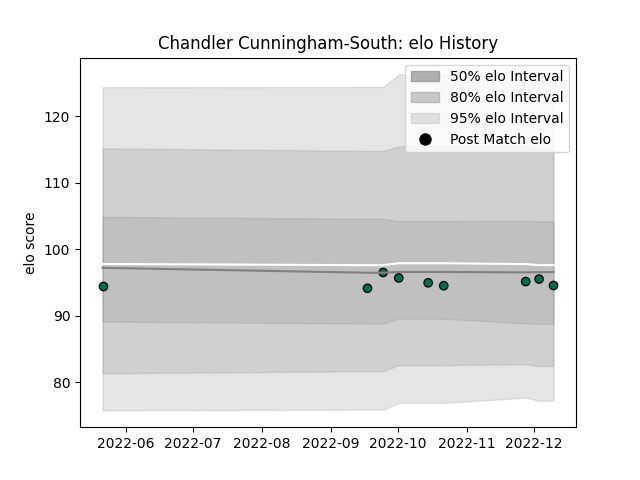 Chandler Cunningham-South: elo History
50% elo Interval
80% elo Interval
95% elo Interval
Post Match elo
elo score
120
110
100
90
80
2022-06 2022-07 2022-08 2022-09 2022-10 2022-11 2022-12